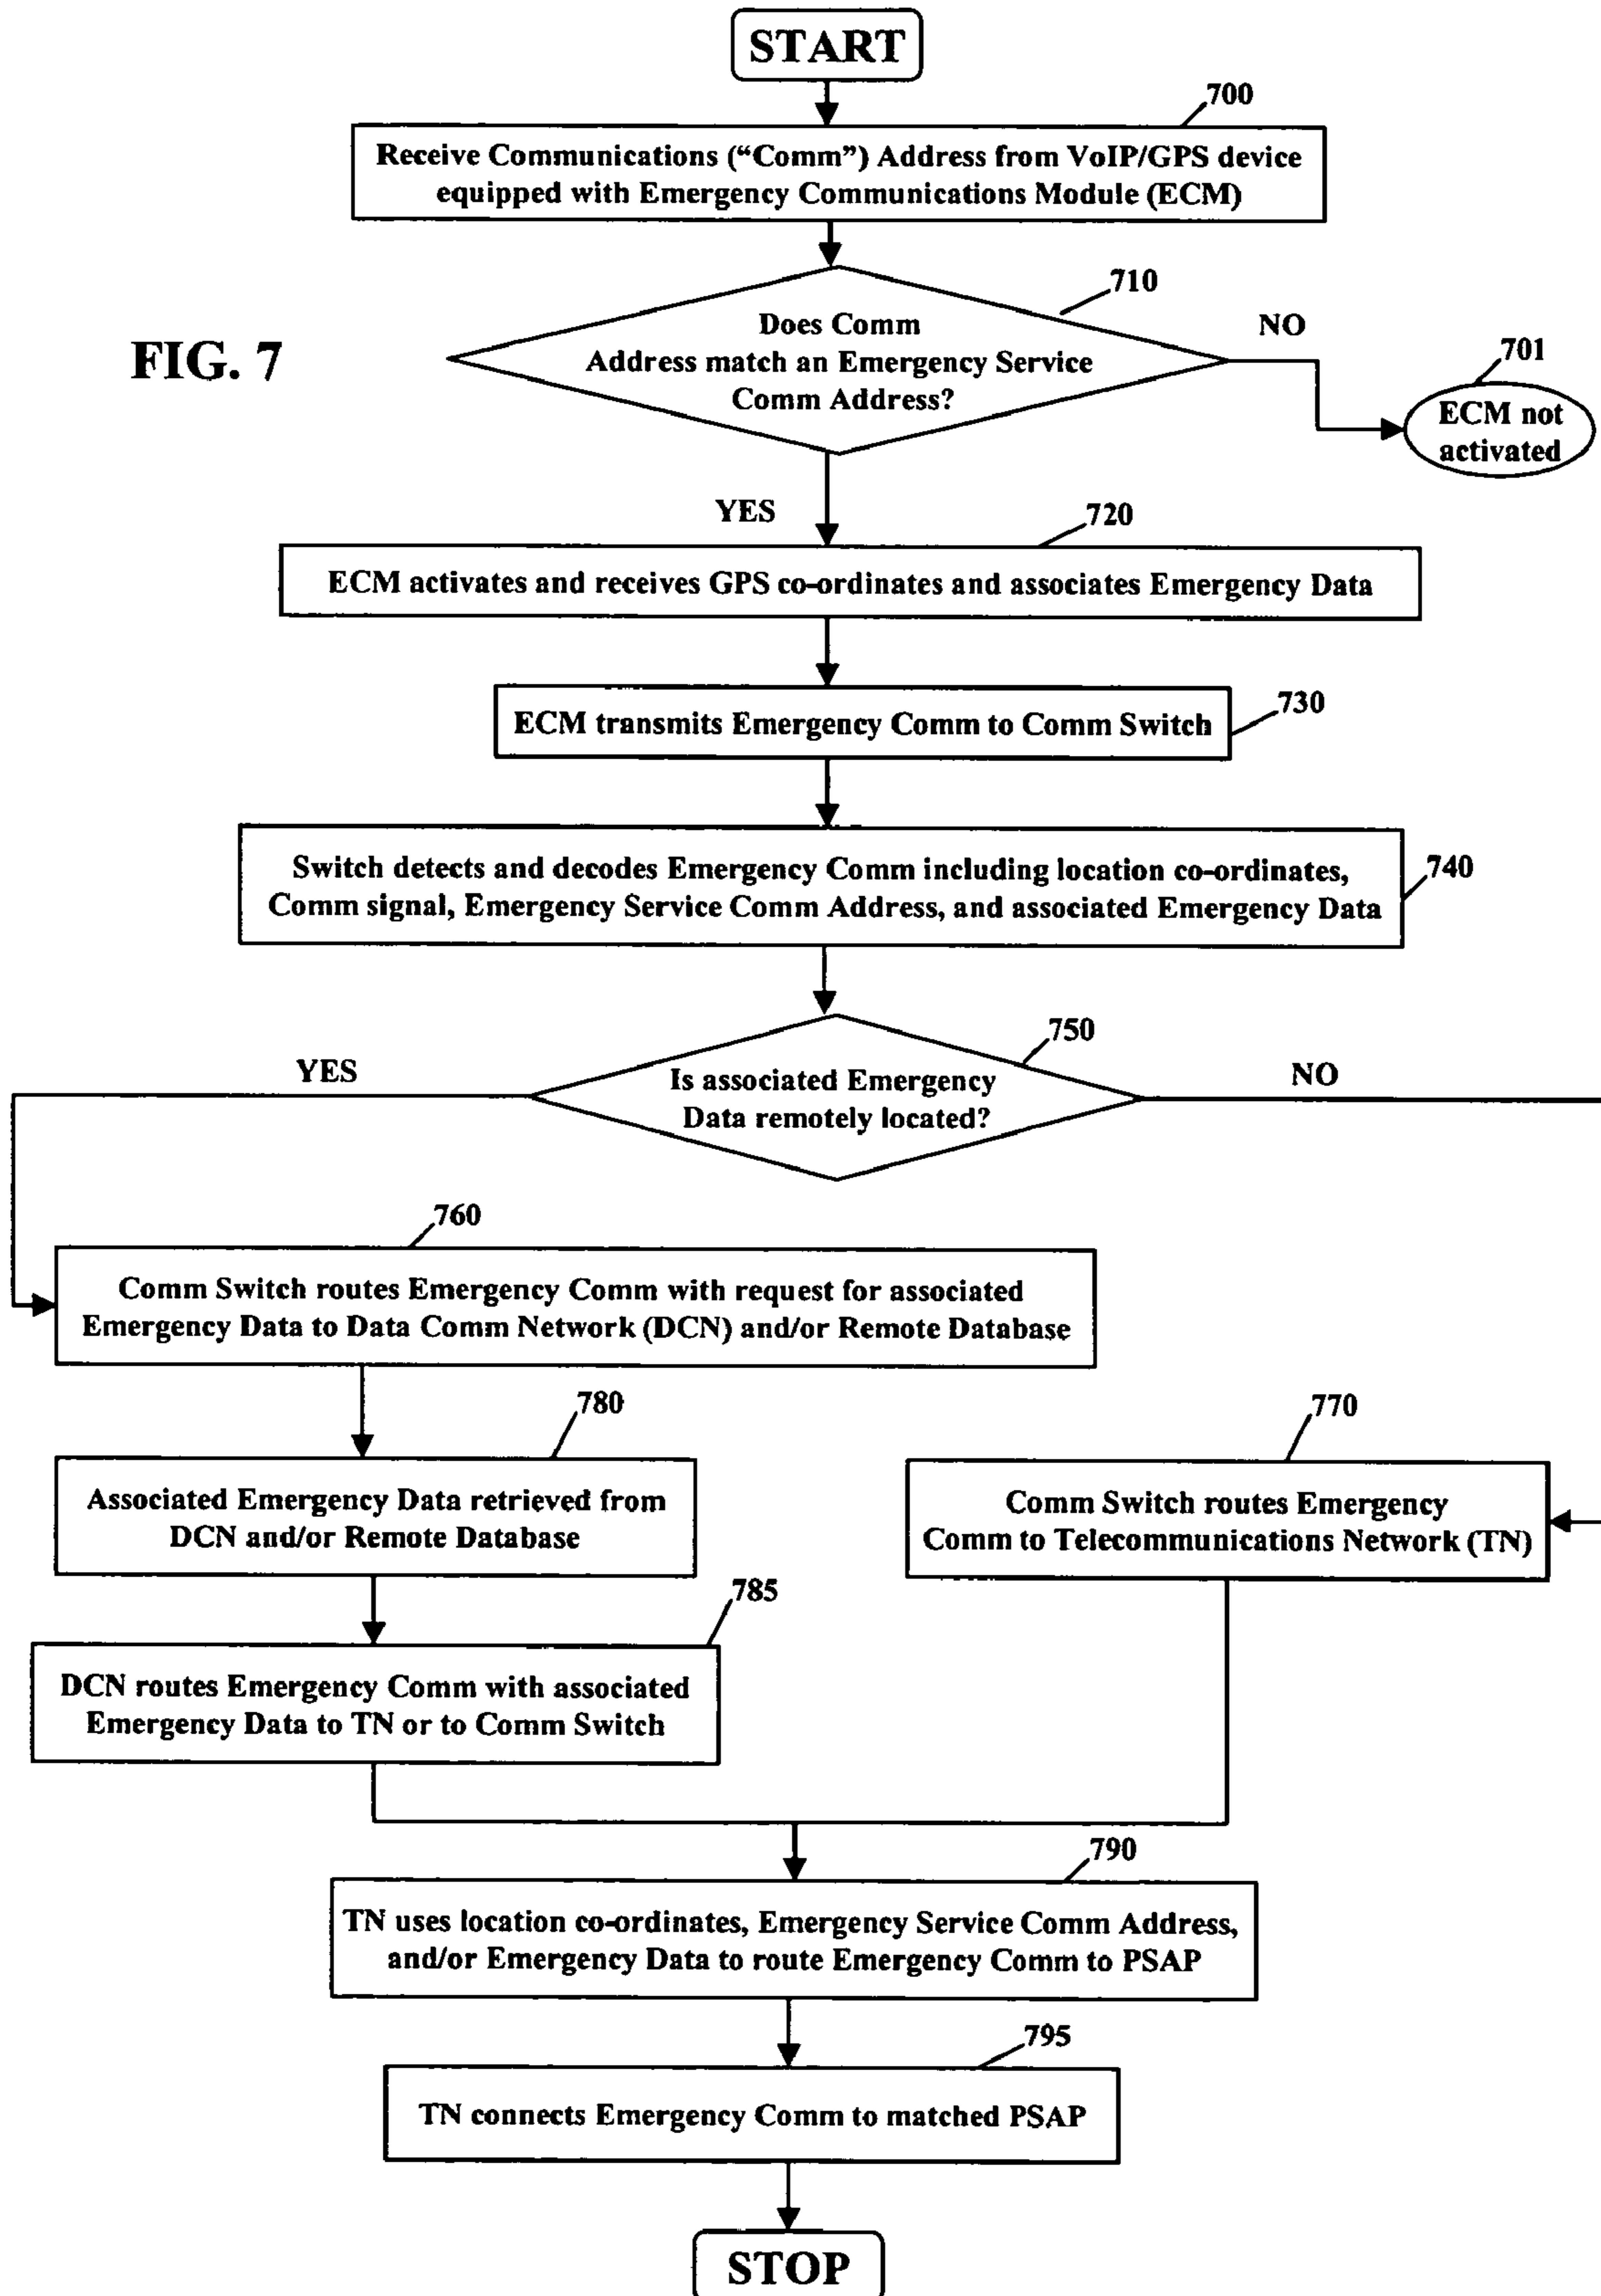 START
700
Receive Communications (“Comm”) Address from VoIP/GPS device
equipped with Emergency Communications Module (ECM)
710
Does Comm
Address match an Emergency Service
Comm Address?
NO
FIG. 7
701
ECM not
activated
YES
720
ECM activates and receives GPS co-ordinates and associates Emergency Data
730
ECM transmits Emergency Comm to Comm Switch
740
Switch detects and decodes Emergency Comm including location co-ordinates,
Comm signal, Emergency Service Comm Address, and associated Emergency Data
750
YES
Is associated Emergency
Data remotely located?
NO
760
Comm Switch routes Emergency Comm with request for associated
Emergency Data to Data Comm Network (DCN) and/or Remote Database
780
Associated Emergency Data retrieved from
DCN and/or Remote Database
770
Comm Switch routes Emergency
Comm to Telecommunications Network (TN)
785
DCN routes Emergency Comm with associated
Emergency Data to TN or to Comm Switch
790
TN uses location co-ordinates, Emergency Service Comm Address,
and/or Emergency Data to route Emergency Comm to PSAP
795
TN connects Emergency Comm to matched PSAP
STOP